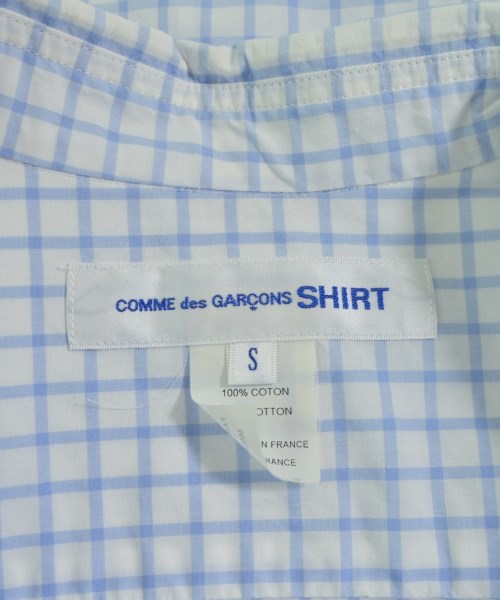 COMME des GARÇONS SHIRT
S
100% COTON
OTTON
N FRANCE
RANCE